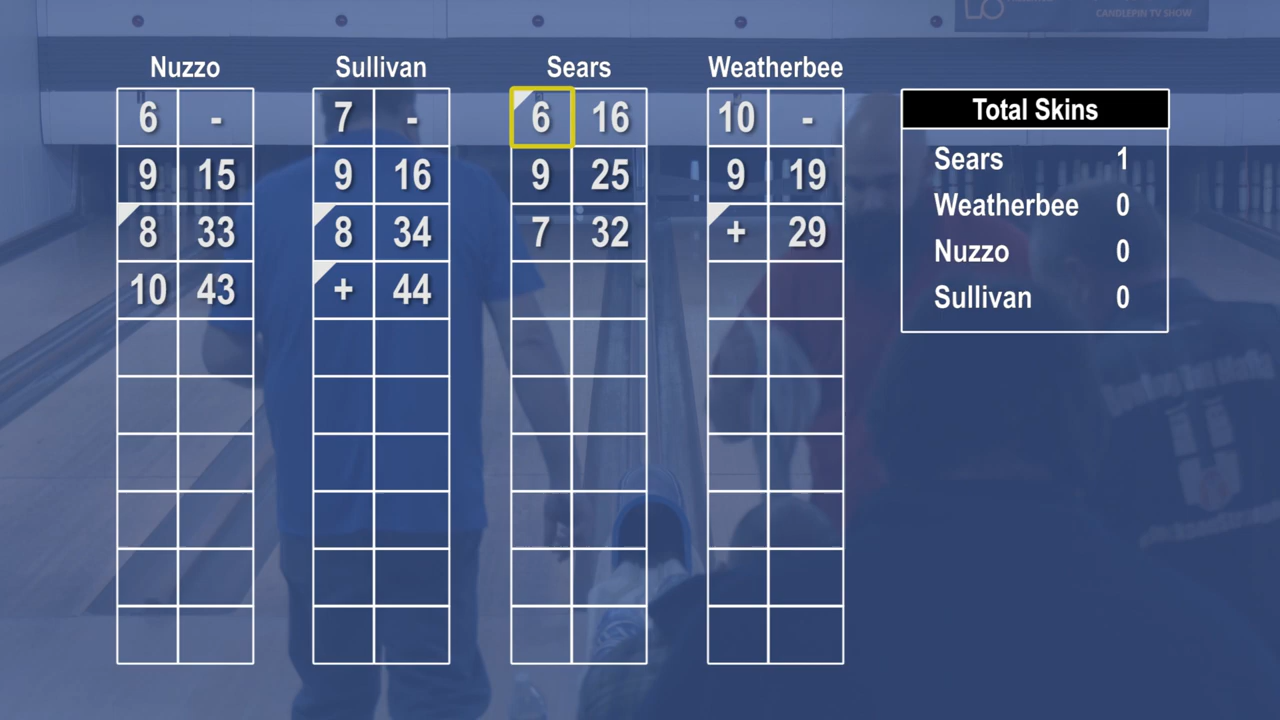 CANDLEPIN TV SHOW
Nuzzo Sullivan Sears Weatherbee
6 - 7 - 6 16 10 -
9 15 9 16 9 25 9 19
8 33 8 34 7 32 + 29
10 43 + 44
Total Skins
Sears 1
Weatherbee 0
Nuzzo 0
Sullivan 0